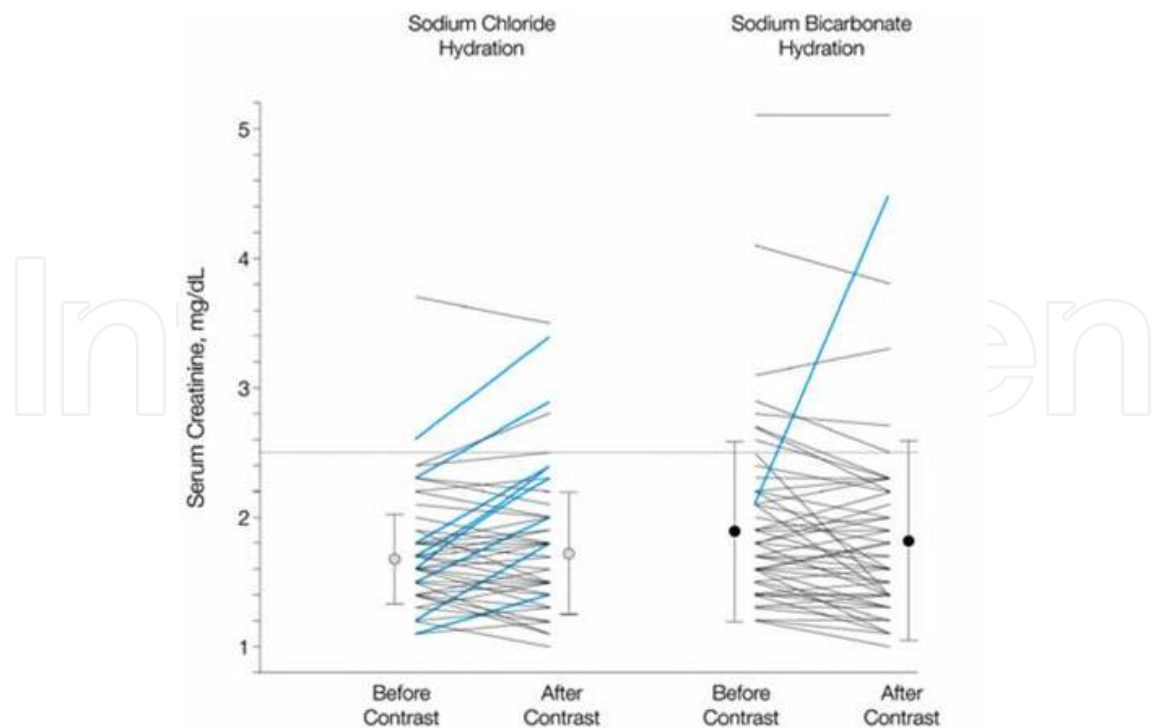 Sodium Chloride
Hydration
Sodium Bicarbonate
Hydration
Serum Creatinine, mg/dL
5
4
3
2
1
Before
Contrast
After
Contrast
Before
Contrast
After
Contrast